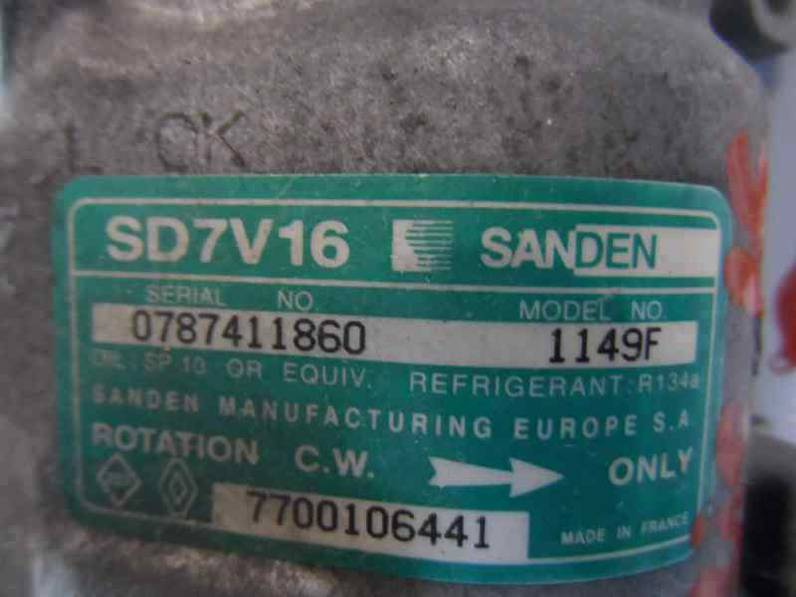 CK
SD7V16 SANDEN
SERIAL NO MODEL NO.
0787411860 1149F
OIL: SP 10 OR EQUIV. REFRIGERANT: R134a
SANDEN MANUFACTURING EUROPE S.A
ROTATION C.W. ONLY
7700106441 MADE IN FRANCE